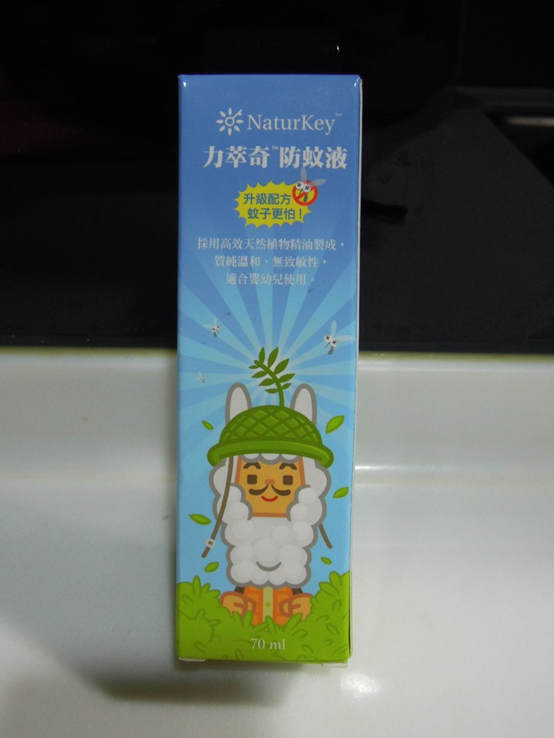 NaturKey™
力萃奇™防蚊液
升級配方
蚊子更怕！
採用高效天然植物精油製成，
質純溫和、無致敏性，
適合嬰幼兒使用。
70 ml